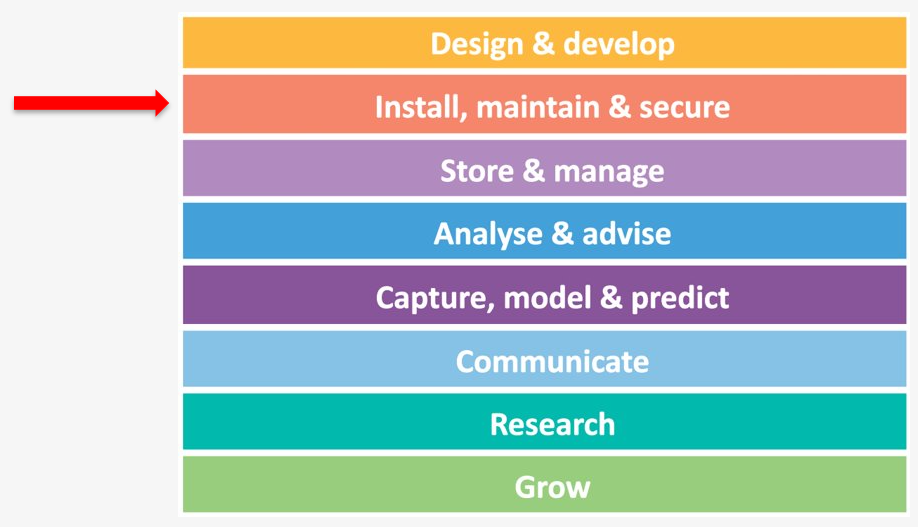 Design & develop
Install, maintain & secure
Store & manage
Analyse & advise
Capture, model & predict
Communicate
Research
Grow